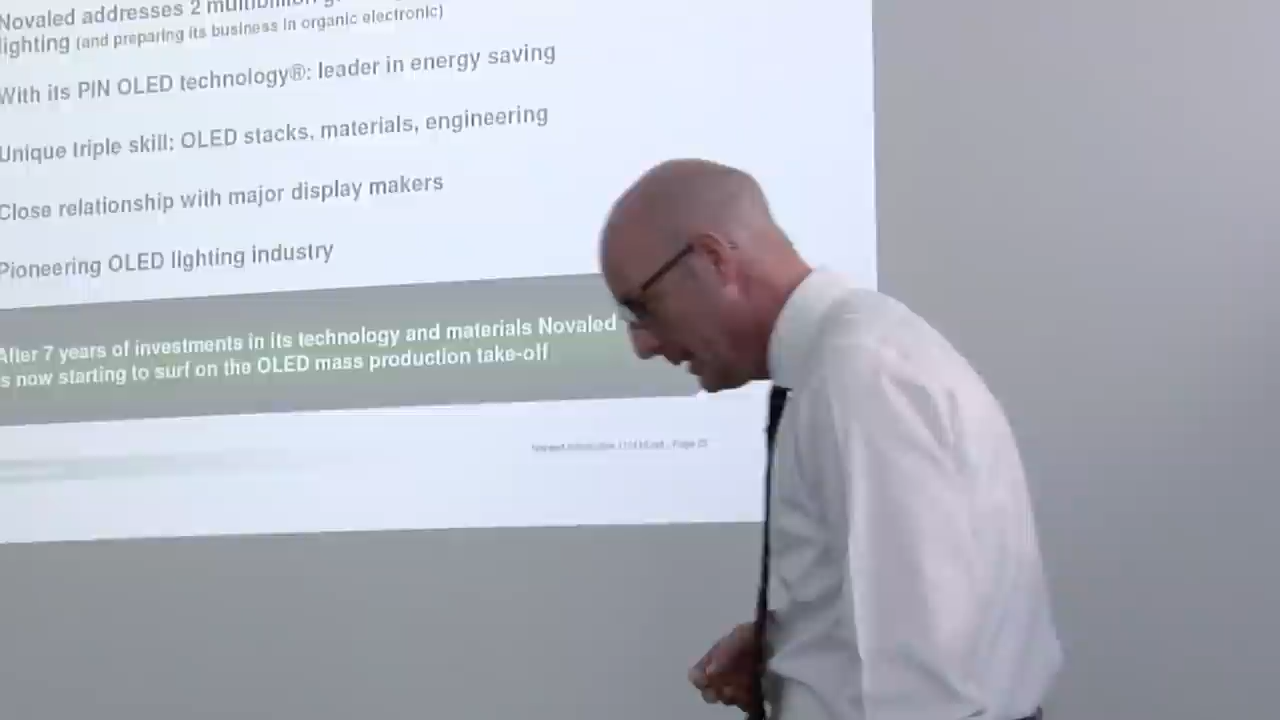 Novaled addresses 2
lighting (and preparing its business in organic electronic)
With its PIN OLED technology®: leader in energy saving
Unique triple skill: OLED stacks, materials, engineering
Close relationship with major display makers
Pioneering OLED lighting industry
After 7 years of investments in its technology and materials Novaled
s now starting to surf on the OLED mass production take-off
Page